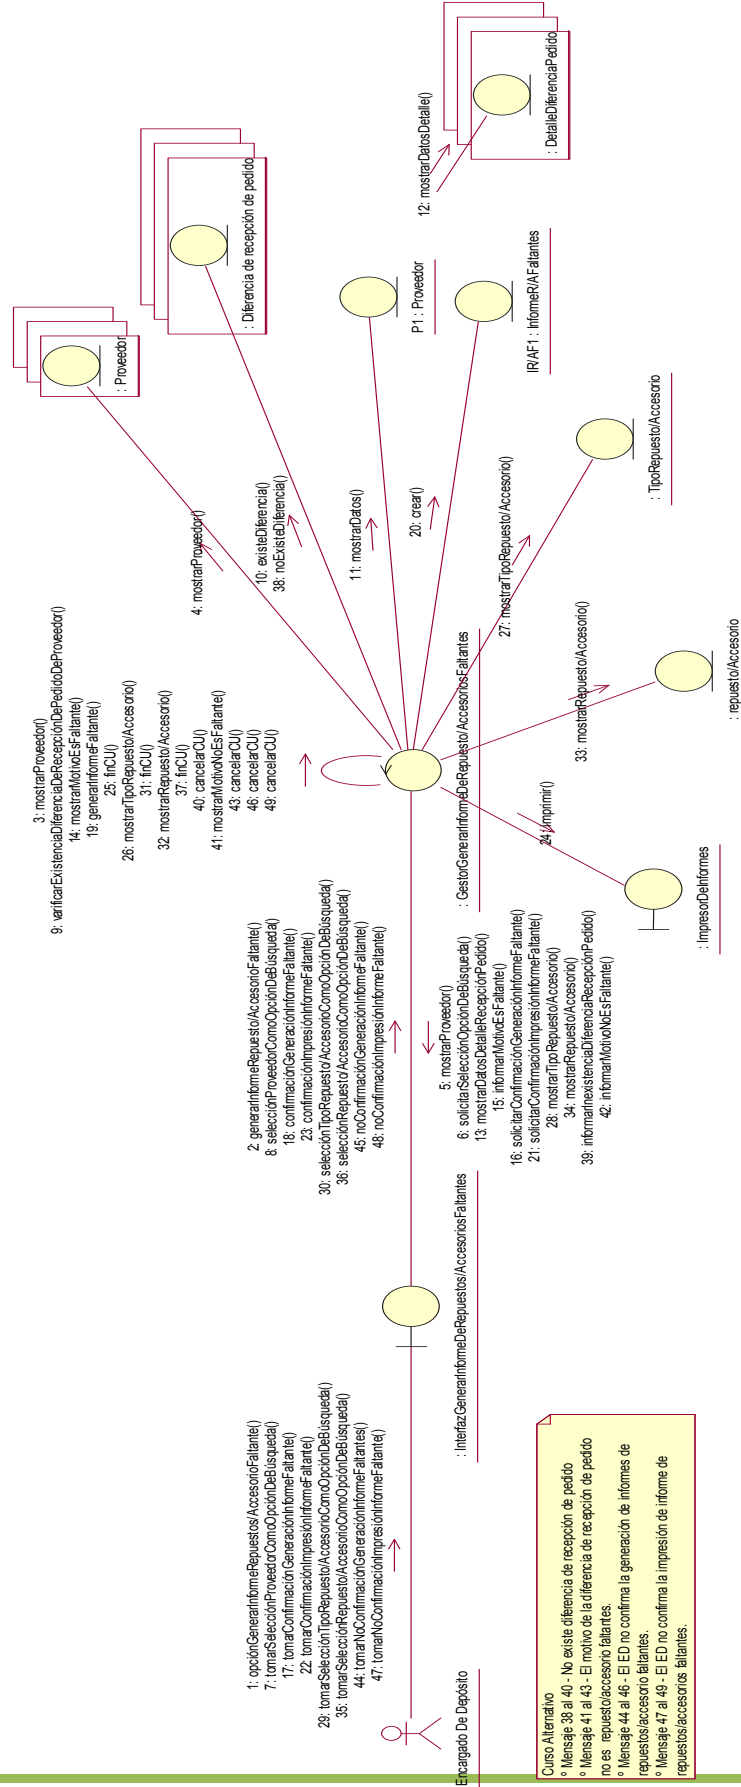 1: opciónGenerarInformeRepuestos/AccesorioFaltante()
7: tomarSelecciónProveedorComoOpciónDeBúsqueda()
17: tomarConfirmaciónGeneraciónInformeFaltante()
22: tomarConfirmaciónImpresiónInformeFaltante()
29: tomarSelecciónTipoRepuesto/AccesorioComoOpciónDeBúsqueda()
35: tomarSelecciónRepuesto/AccesorioComoOpciónDeBúsqueda()
44: tomarNoConfirmaciónGeneraciónInformeFaltantes()
47: tomarNoConfirmaciónImpresiónInformeFaltante()
Encargado De Depósito
2: generarInformeRepuesto/AccesorioFaltante()
8: selecciónProveedorComoOpciónDeBúsqueda()
18: confirmaciónGeneraciónInformeFaltante()
23: confirmaciónImpresiónInformeFaltante()
30: selecciónTipoRepuesto/AccesorioComoOpciónDeBúsqueda()
36: selecciónRepuesto/AccesorioComoOpciónDeBúsqueda()
45: noConfirmaciónGeneraciónInformeFaltante()
48: noConfirmaciónImpresiónInformeFaltante()
5: mostrarProveedor()
6: solicitarSelecciónOpciónDeBúsqueda()
13: mostrarDatosDetalleRecepciónPedido()
15: informarMotivoEsFaltante()
16: solicitarConfirmaciónGeneraciónInformeFaltante()
21: solicitarConfirmaciónImpresiónInformeFaltante()
28: mostrarTipoRepuesto/Accesorio()
34: mostrarRepuesto/Accesorio()
39: informarInexistenciaDiferenciaRecepciónPedido()
42: informarMotivoNoEsFaltante()
: InterfazGenerarInformeDeRepuestos/AccesoriosFaltantes
3: mostrarProveedor()
9: varificarExistenciaDiferenciaDeRecepciónDePedidoDeProveedor()
14: mostrarMotivoEsFaltante()
19: generarInformeFaltante()
25: finCU()
26: mostrarTipoRepuesto/Accesorio()
31: finCU()
32: mostrarRepuesto/Accesorio()
37: finCU()
40: cancelarCU()
41: mostrarMotivoNoEsFaltante()
43: cancelarCU()
46: cancelarCU()
49: cancelarCU()
: GestorGenerarInformeDeRepuesto/AccesoriosFaltantes
4: mostrarProveedor()
: Proveedor
10: existeDiferencia()
38: noExisteDiferencia()
: Diferencia de recepción de pedido
11: mostrarDatos()
P1 : Proveedor
12: mostrarDatosDetalle()
: DetalleDiferenciaPedido
20: crear()
IR/AF1 : InformeR/AFaltantes
27: mostrarTipoRepuesto/Accesorio()
: TipoRepuesto/Accesorio
33: mostrarRepuesto/Accesorio()
: repuesto/Accesorio
24: imprimir()
: ImpresorDeInformes
Curso Alternativo
º Mensaje 38 al 40 - No existe diferencia de recepción de pedido
º Mensaje 41 al 43 - El motivo de la diferencia de recepción de pedido
no es repuesto/accesorio faltantes.
º Mensaje 44 al 46 - El ED no confirma la generación de informes de
repuestos/accesorio faltantes.
º Mensaje 47 al 49 - El ED no confirma la impresión de informe de
repuestos/accesorios faltantes.